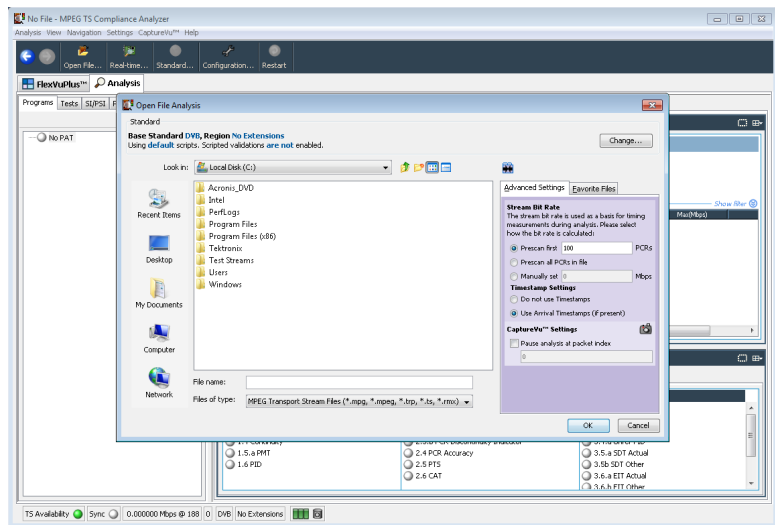 No File - MPEG TS Compliance Analyzer
Analysis View Navigation Settings CaptureVu™ Help
Open File... Real-time... Standard... Configuration... Restart
FlexVuPlus™ Analysis
Programs Tests SI/PSI
No PAT
Open File Analysis
Standard
Base Standard DVB, Region No Extensions
Using default scripts. Scripted validations are not enabled.
Change...
Look in: Local Disk (C:)
Recent Items
Desktop
My Documents
Computer
Network
Acronis_DVD
Intel
PerfLogs
Program Files
Program Files (x86)
Tektronix
Test Streams
Users
Windows
File name:
Files of type: MPEG Transport Stream Files (*.mpg, *.mpeg, *.trp, *.ts, *.rmx)
Advanced Settings Favorite Files
Stream Bit Rate
The stream bit rate is used as a basis for timing
measurements during analysis. Please select
how the bit rate is calculated:
Prescan first 100 PCRs
Prescan all PCRs in file
Manually set 0 Mbps
Timestamp Settings
Do not use Timestamps
Use Arrival Timestamps (if present)
CaptureVu™ Settings
Pause analysis at packet index
0
OK Cancel
Show filter
Max(Mbps)
1.5.a PMT
1.6 PID
2.4 PCR Accuracy
2.5 PTS
2.6 CAT
3.5.a SDT Actual
3.5b SDT Other
3.6.a EIT Actual
3.6.b EIT Other
TS Availability Sync 0.000000 Mbps @ 188 0 DVB No Extensions